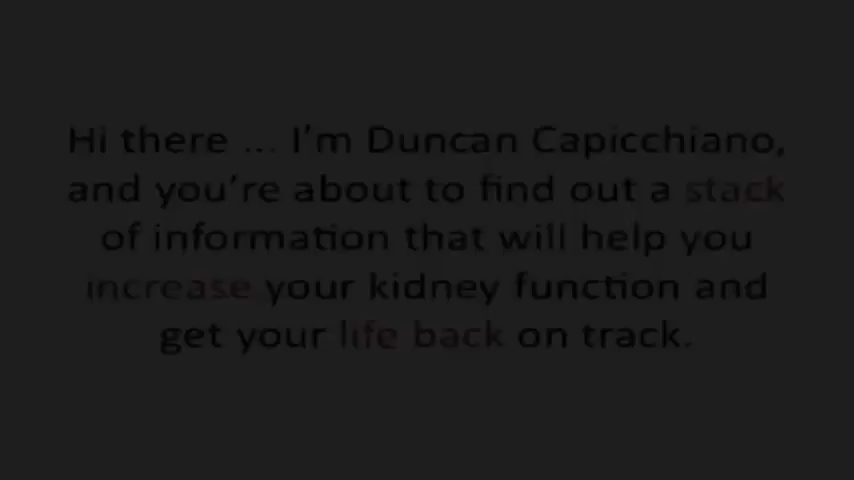 Hi there ... I'm Duncan Capicchiano,
and you're about to find out a stack
of information that will help you
increase your kidney function and
get your life back on track.